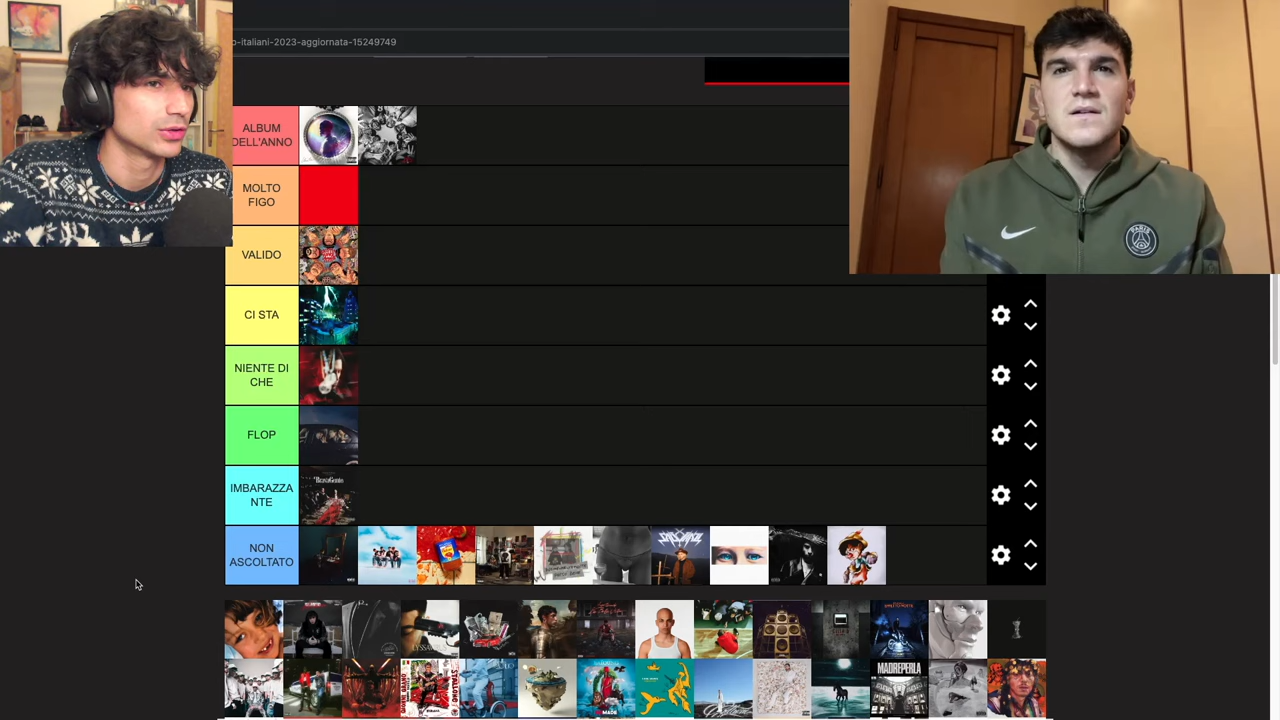 o-italiani-2023-aggiornata-15249749
ALBUM
DELL'ANNO
MOLTO
FIGO
VALIDO
CI STA
NIENTE DI
CHE
FLOP
IMBARAZZA
NTE
NON
ASCOLTATO
PARIS
MADREPERLA